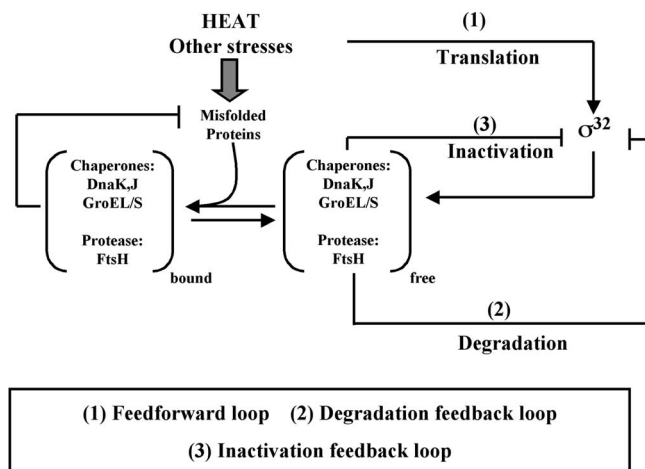 HEAT
Other stresses
(1)
Translation
Misfolded
Proteins
(3)
Inactivation
σ32
Chaperones:
DnaK,J
GroEL/S
Protease:
FtsH
bound
Chaperones:
DnaK,J
GroEL/S
Protease:
FtsH
free
(2)
Degradation
(1) Feedforward loop (2) Degradation feedback loop
(3) Inactivation feedback loop